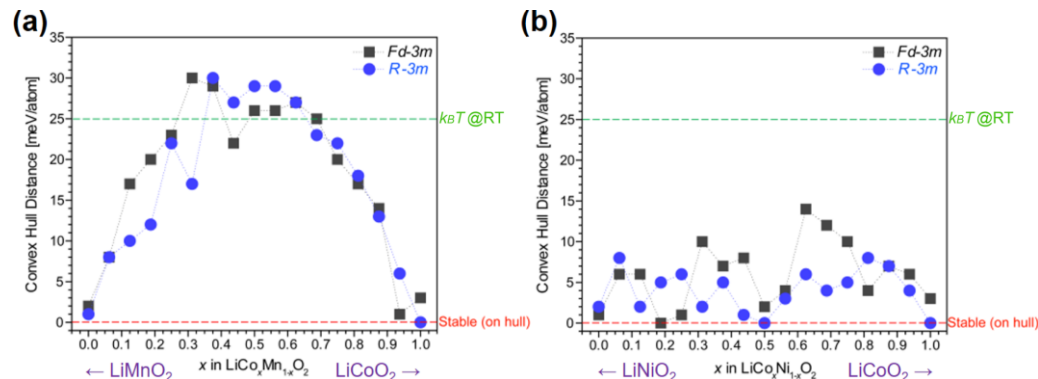 (a)
Convex Hull Distance [meV/atom]
35
30
25
20
15
10
5
0
Fd-3m
R-3m
kBT @RT
Stable (on hull)
0.0 0.1 0.2 0.3 0.4 0.5 0.6 0.7 0.8 0.9 1.0
← LiMnO2
x in LiCoxMn1-xO2
LiCoO2 →
(b)
Convex Hull Distance [meV/atom]
35
30
25
20
15
10
5
0
Fd-3m
R-3m
kBT @RT
Stable (on hull)
0.0 0.1 0.2 0.3 0.4 0.5 0.6 0.7 0.8 0.9 1.0
← LiNiO2
x in LiCoxNi1-xO2
LiCoO2 →